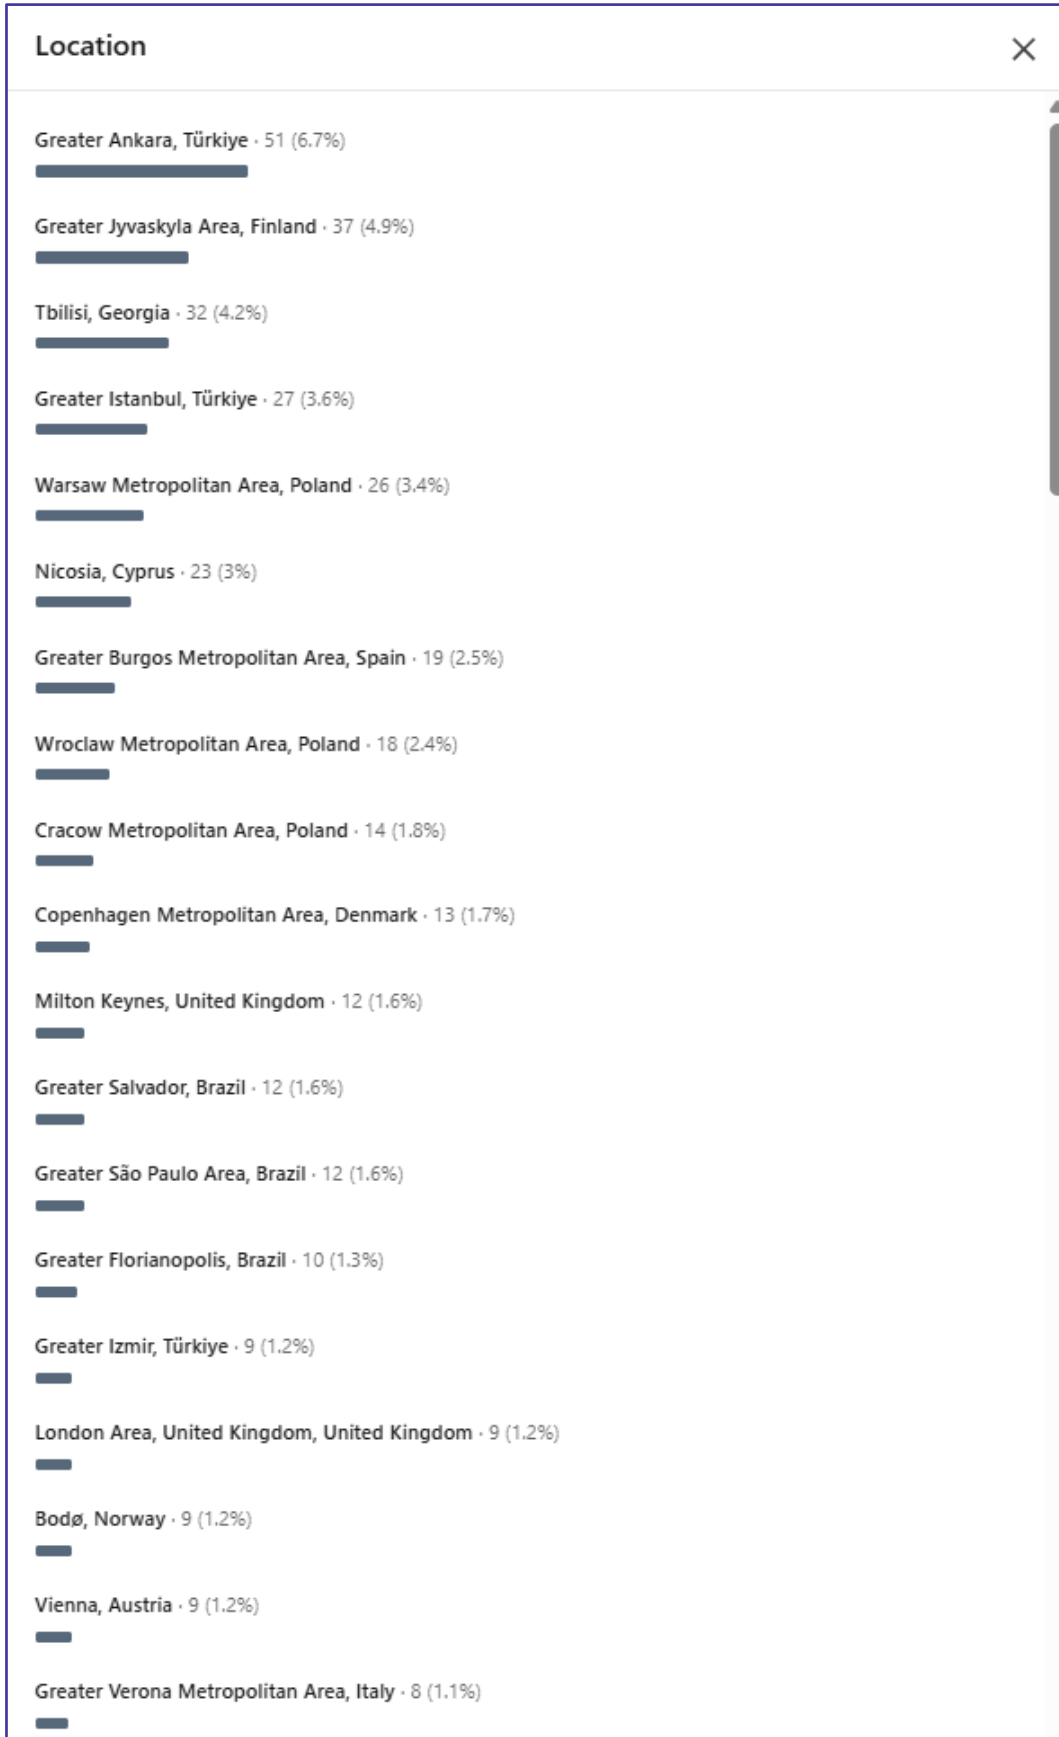 Location
Greater Ankara, Türkiye · 51 (6.7%)
Greater Jyvaskyla Area, Finland · 37 (4.9%)
Tbilisi, Georgia · 32 (4.2%)
Greater Istanbul, Türkiye · 27 (3.6%)
Warsaw Metropolitan Area, Poland · 26 (3.4%)
Nicosia, Cyprus · 23 (3%)
Greater Burgos Metropolitan Area, Spain · 19 (2.5%)
Wroclaw Metropolitan Area, Poland · 18 (2.4%)
Cracow Metropolitan Area, Poland · 14 (1.8%)
Copenhagen Metropolitan Area, Denmark · 13 (1.7%)
Milton Keynes, United Kingdom · 12 (1.6%)
Greater Salvador, Brazil · 12 (1.6%)
Greater São Paulo Area, Brazil · 12 (1.6%)
Greater Florianopolis, Brazil · 10 (1.3%)
Greater Izmir, Türkiye · 9 (1.2%)
London Area, United Kingdom, United Kingdom · 9 (1.2%)
Bodø, Norway · 9 (1.2%)
Vienna, Austria · 9 (1.2%)
Greater Verona Metropolitan Area, Italy · 8 (1.1%)